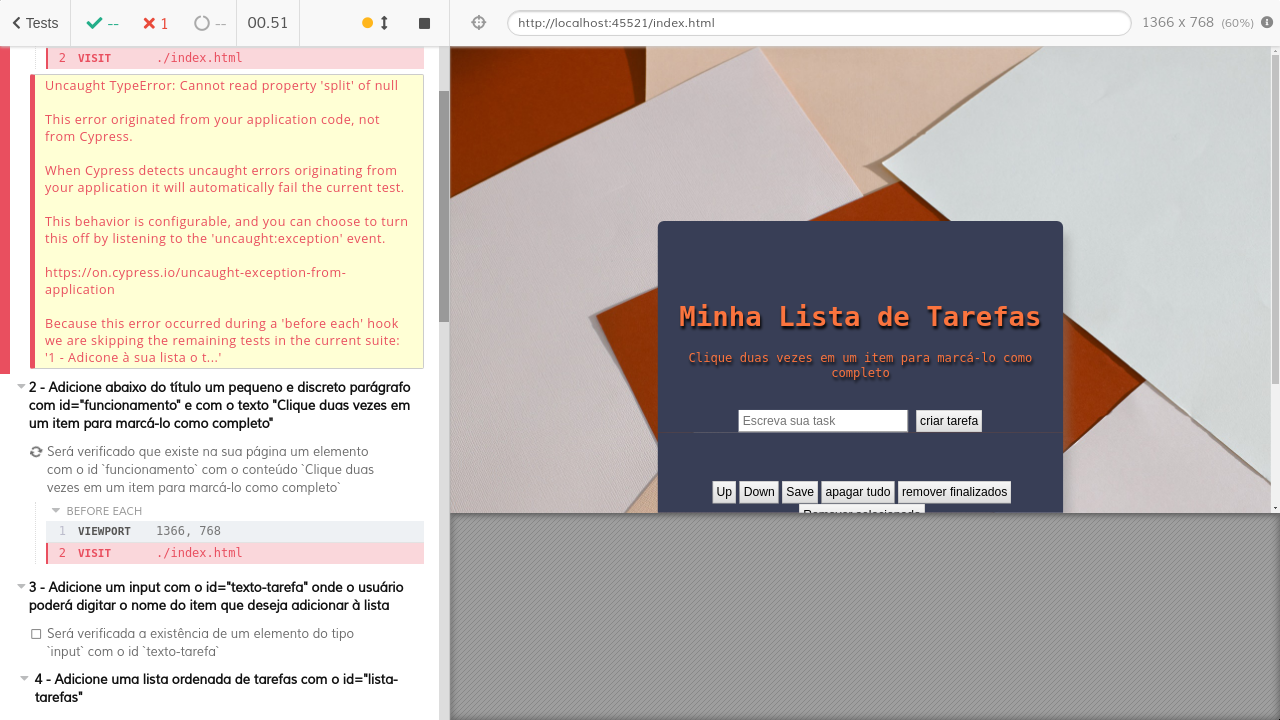 Tests
--
1
--
00.51
http://localhost:45521/index.html
1366 x 768 (60%)
2 VISIT ./index.html
Uncaught TypeError: Cannot read property 'split' of null
This error originated from your application code, not
from Cypress.
When Cypress detects uncaught errors originating from
your application it will automatically fail the current test.
This behavior is configurable, and you can choose to turn
this off by listening to the 'uncaught:exception' event.
https://on.cypress.io/uncaught-exception-from-
application
Because this error occurred during a 'before each' hook
we are skipping the remaining tests in the current suite:
'1 - Adicone à sua lista o t...'
2 - Adicione abaixo do título um pequeno e discreto parágrafo
com id="funcionamento" e com o texto "Clique duas vezes em
um item para marcá-lo como completo"
Será verificado que existe na sua página um elemento
com o id `funcionamento` com o conteúdo `Clique duas
vezes em um item para marcá-lo como completo`
BEFORE EACH
1 VIEWPORT 1366, 768
2 VISIT ./index.html
3 - Adicione um input com o id="texto-tarefa" onde o usuário
poderá digitar o nome do item que deseja adicionar à lista
Será verificada a existência de um elemento do tipo
`input` com o id `texto-tarefa`
4 - Adicione uma lista ordenada de tarefas com o id="lista-
tarefas"
Minha Lista de Tarefas
Clique duas vezes em um item para marcá-lo como
completo
Escreva sua task
criar tarefa
Up
Down
Save
apagar tudo
remover finalizados
Remover selecionado